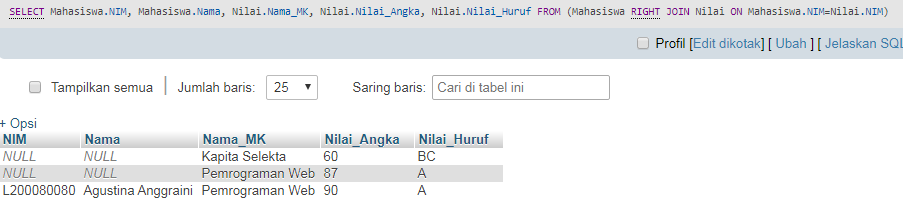 SELECT Mahasiswa.NIM, Mahasiswa.Nama, Nilai.Nama_MK, Nilai.Nilai_Angka, Nilai.Nilai_Huruf FROM (Mahasiswa RIGHT JOIN Nilai ON Mahasiswa.NIM=Nilai.NIM)
Profil [Edit dikotak] [ Ubah ] [ Jelaskan SQL
Tampilkan semua Jumlah baris: 25 Saring baris: Cari di tabel ini
+ Opsi
NIM Nama Nama_MK Nilai_Angka Nilai_Huruf
NULL NULL Kapita Selekta 60 BC
NULL NULL Pemrograman Web 87 A
L200080080 Agustina Anggraini Pemrograman Web 90 A